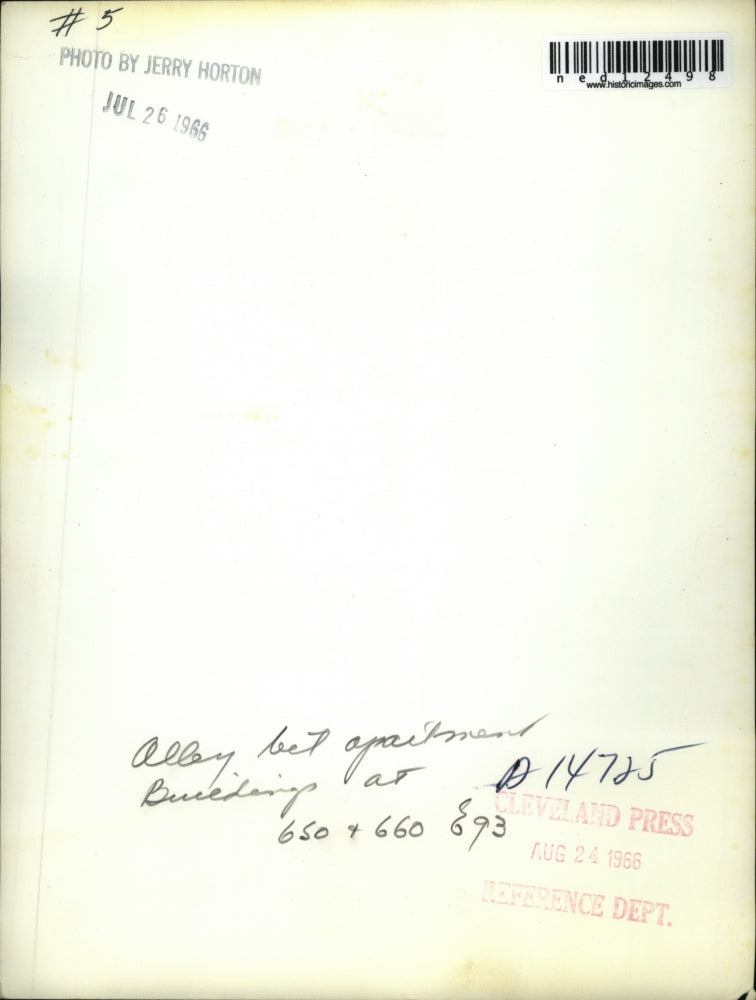 # 5
PHOTO BY JERRY HORTON
JUL 26 1966
ned12498
www.historicimages.com
Alley bet apartment
Buildings at
650 + 660 E93
A 14725
CLEVELAND PRESS
AUG 24 1966
REFERENCE DEPT.